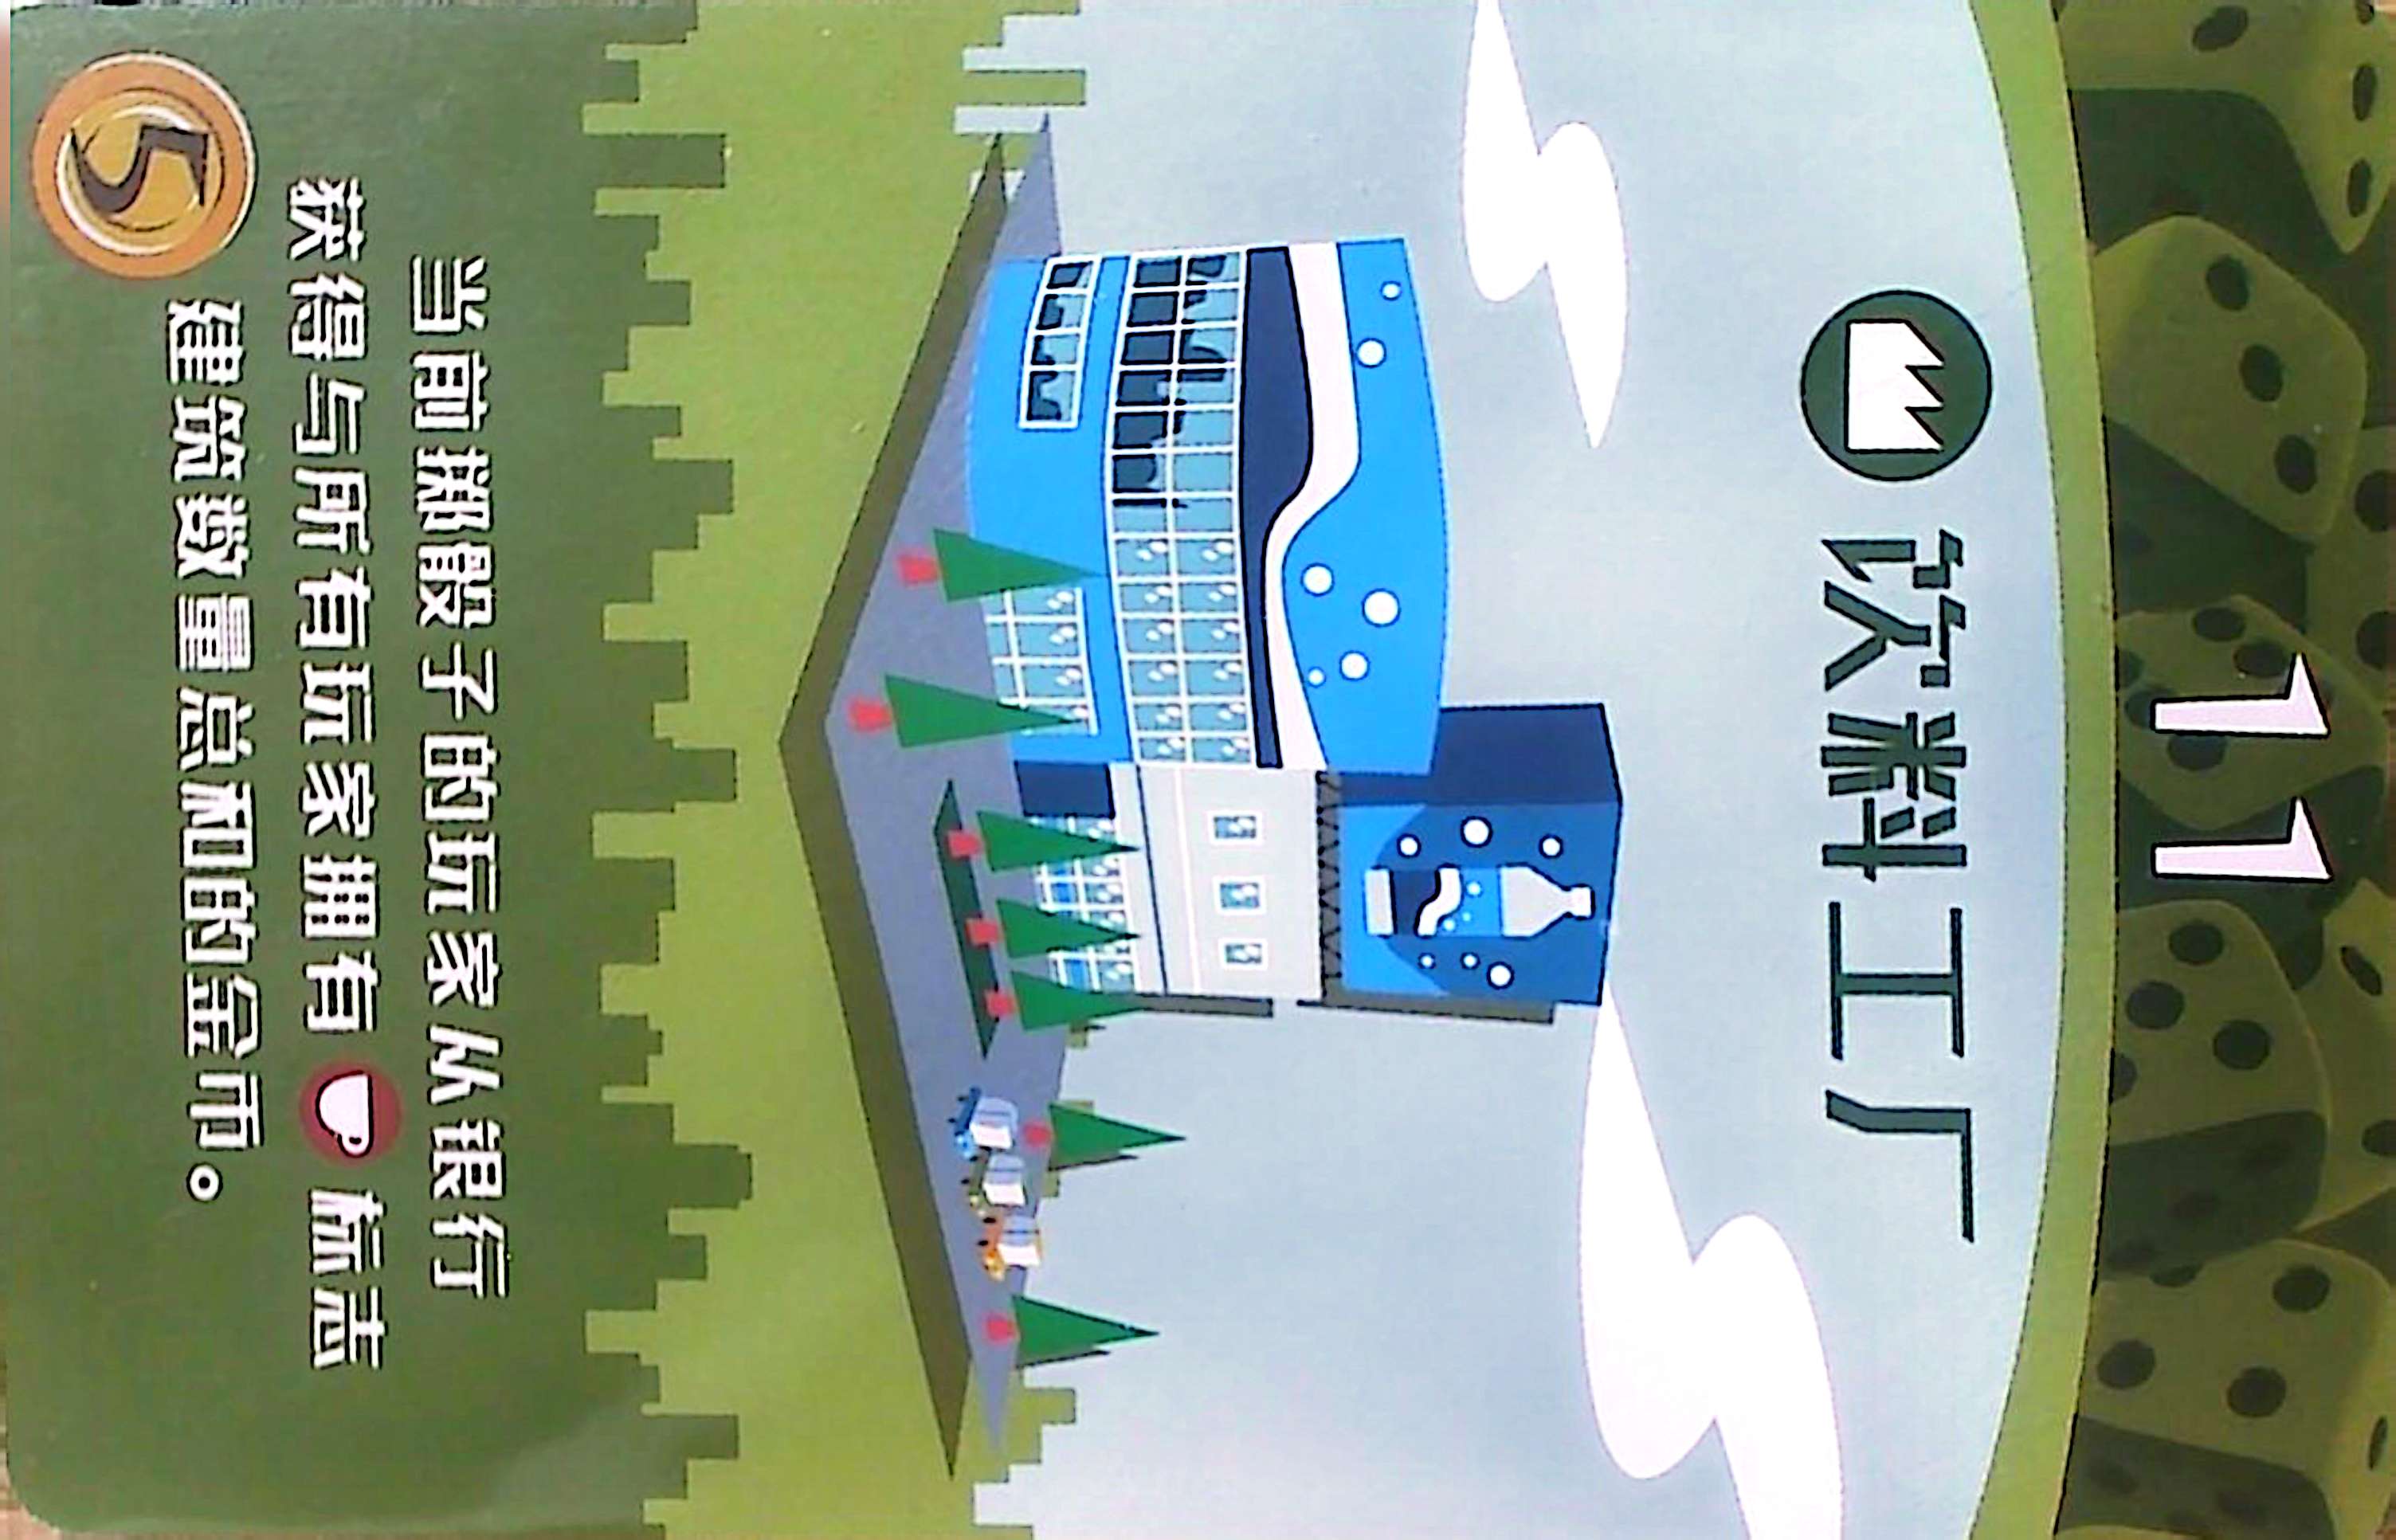 11
饮料工厂
当前掷骰子的玩家从银行
获得与所有玩家拥有标志
建筑数量总和的金币。
5